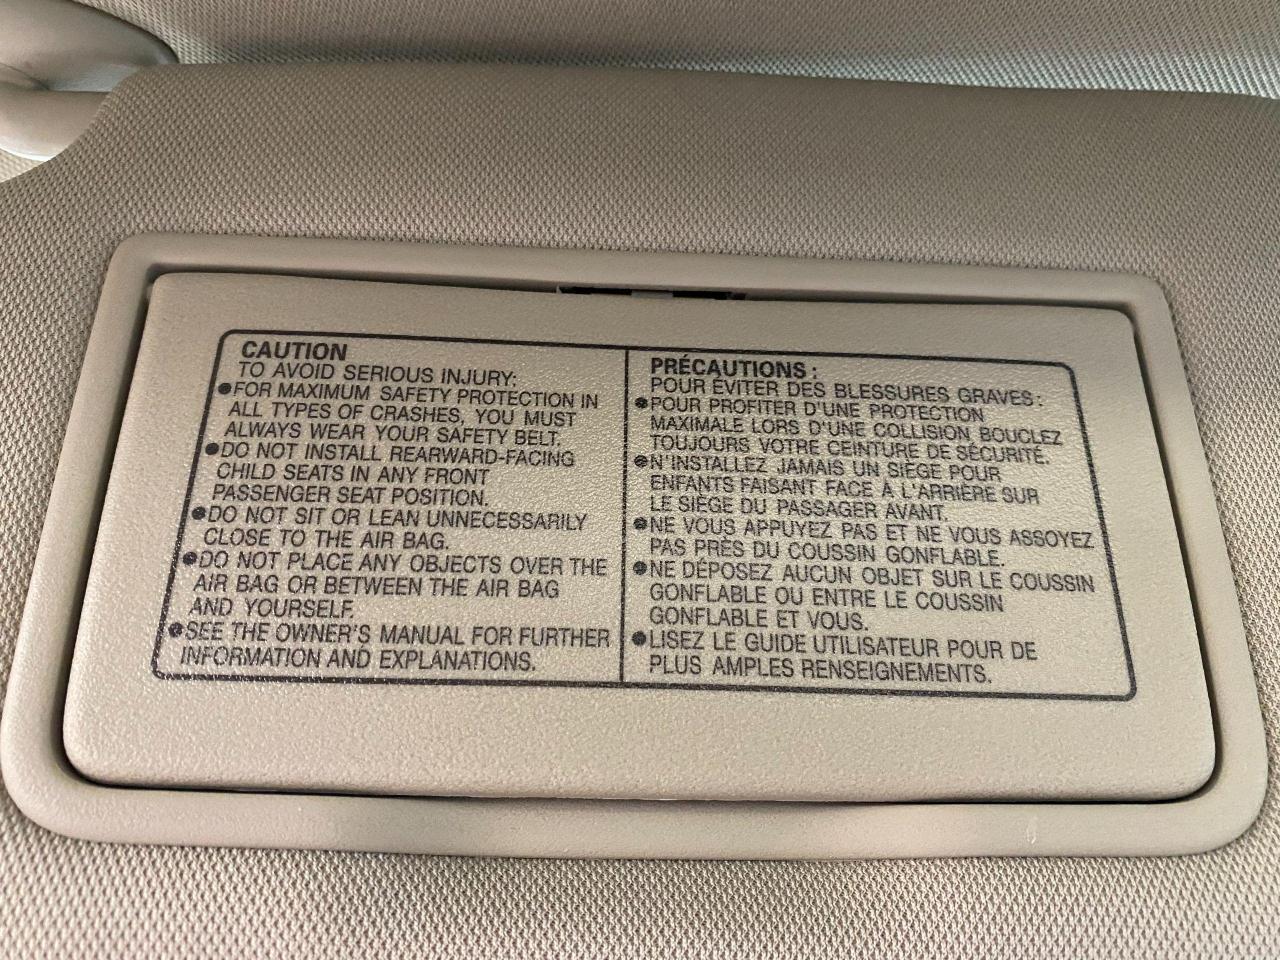 CAUTION
TO AVOID SERIOUS INJURY:
●FOR MAXIMUM SAFETY PROTECTION IN
ALL TYPES OF CRASHES, YOU MUST
ALWAYS WEAR YOUR SAFETY BELT.
●DO NOT INSTALL REARWARD-FACING
CHILD SEATS IN ANY FRONT
PASSENGER SEAT POSITION.
●DO NOT SIT OR LEAN UNNECESSARILY
CLOSE TO THE AIR BAG.
●DO NOT PLACE ANY OBJECTS OVER THE
AIR BAG OR BETWEEN THE AIR BAG
AND YOURSELF.
●SEE THE OWNER'S MANUAL FOR FURTHER
INFORMATION AND EXPLANATIONS.
PRÉCAUTIONS :
POUR ÉVITER DES BLESSURES GRAVES :
●POUR PROFITER D'UNE PROTECTION
MAXIMALE LORS D'UNE COLLISION BOUCLEZ
TOUJOURS VOTRE CEINTURE DE SÉCURITÉ.
●N'INSTALLEZ JAMAIS UN SIÈGE POUR
ENFANTS FAISANT FACE À L'ARRIÈRE SUR
LE SIÈGE DU PASSAGER AVANT.
●NE VOUS APPUYEZ PAS ET NE VOUS ASSOYEZ
PAS PRÈS DU COUSSIN GONFLABLE.
●NE DÉPOSEZ AUCUN OBJET SUR LE COUSSIN
GONFLABLE OU ENTRE LE COUSSIN
GONFLABLE ET VOUS.
●LISEZ LE GUIDE UTILISATEUR POUR DE
PLUS AMPLES RENSEIGNEMENTS.